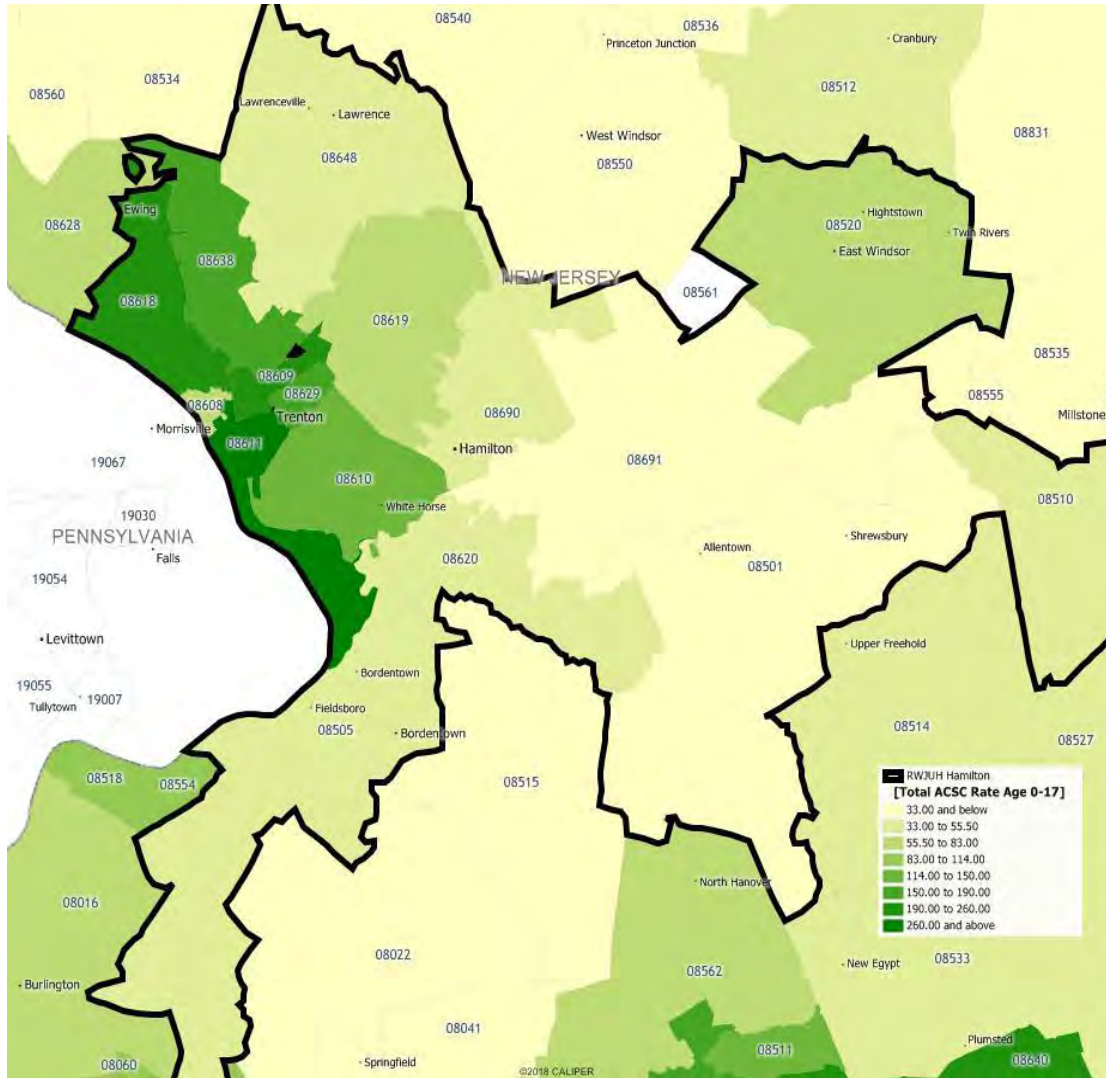 08540
08536
Princeton Junction
Cranbury
08534
08560
08512
Lawrenceville
Lawrence
West Windsor
08831
08648
08550
Ewing
08628
Hightstown
08520
Twin Rivers
East Windsor
08638
NEW JERSEY
08561
08618
08619
08535
08609
08629
08555
08608
Trenton
08690
Millstone
Morrisville
08611
Hamilton
19067
08691
08610
08510
White Horse
19030
PENNSYLVANIA
Shrewsbury
Falls
Allentown
08620
08501
19054
Levittown
Upper Freehold
Bordentown
19055
19007
Tullytown
Fieldsboro
08505
Bordentown
08514
08527
08518
08554
08515
RWJUH Hamilton
[Total ACSC Rate Age 0-17]
33.00 and below
33.00 to 55.50
55.50 to 83.00
83.00 to 114.00
114.00 to 150.00
150.00 to 190.00
190.00 to 260.00
260.00 and above
North Hanover
08016
08022
New Egypt
08533
08562
Burlington
08041
Plumsted
08511
08640
08060
Springfield
©2018 CALIPER